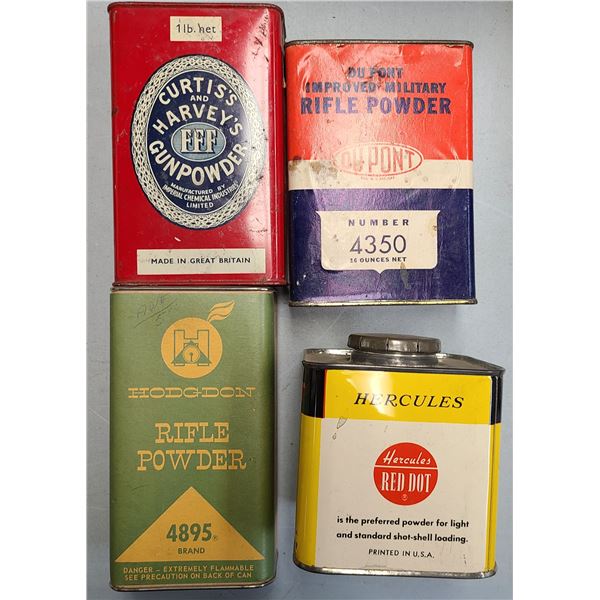 1 lb. net
CURTIS'S
AND
HARVEY'S
FFF
GUNPOWDER
MANUFACTURED BY
IMPERIAL CHEMICAL INDUSTRIES
LIMITED
MADE IN GREAT BRITAIN
DU PONT
IMPROVED MILITARY
RIFLE POWDER
DU PONT
NUMBER
4350
16 OUNCES NET
H
HODGDON
RIFLE
POWDER
4895®
BRAND
DANGER - EXTREMELY FLAMMABLE
SEE PRECAUTION ON BACK OF CAN
HERCULES
Hercules
RED DOT
®
is the preferred powder for light
and standard shot-shell loading.
PRINTED IN U.S.A.